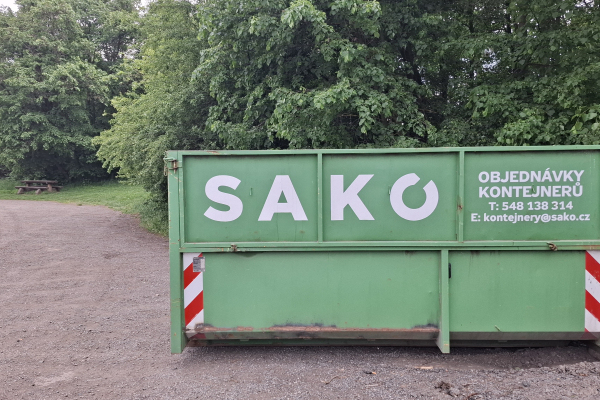 SAKO
OBJEDNÁVKY
KONTEJNERŮ
T: 548 138 314
E: kontejnery@sako.cz